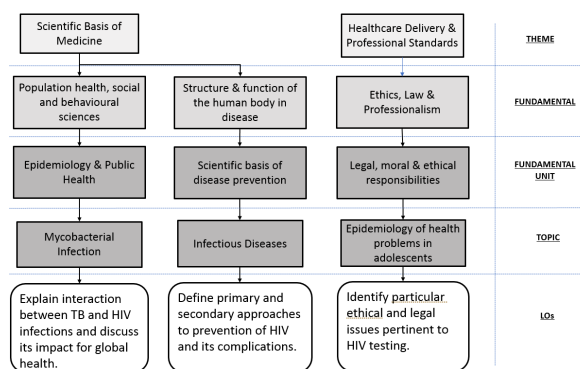 Scientific Basis of
Medicine
Healthcare Delivery &
Professional Standards
THEME
Population health, social
and behavioural
sciences
Structure & function of
the human body in
disease
Ethics, Law &
Professionalism
FUNDAMENTAL
Epidemiology & Public
Health
Scientific basis of
disease prevention
Legal, moral & ethical
responsibilities
FUNDAMENTAL
UNIT
Mycobacterial
Infection
Infectious Diseases
Epidemiology of health
problems in
adolescents
TOPIC
Explain interaction
between TB and HIV
infections and discuss
its impact for global
health.
Define primary and
secondary approaches
to prevention of HIV
and its complications.
Identify particular
ethical and legal
issues pertinent to
HIV testing.
LOs